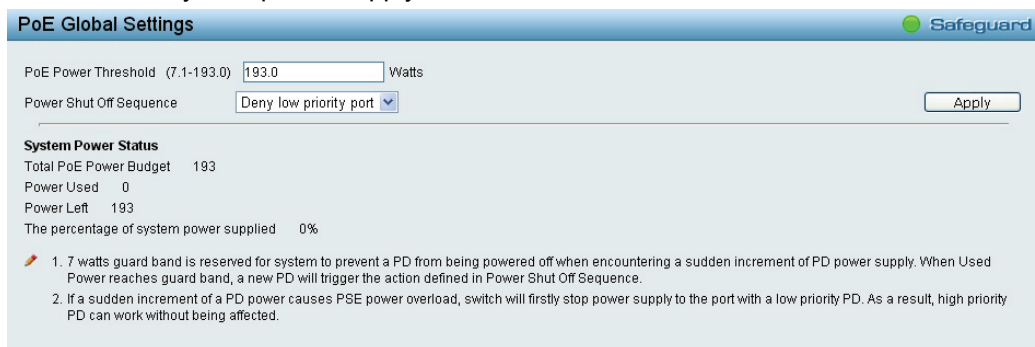 PoE Global Settings
Safeguard
PoE Power Threshold (7.1-193.0) 193.0 Watts
Power Shut Off Sequence Deny low priority port
Apply
System Power Status
Total PoE Power Budget 193
Power Used 0
Power Left 193
The percentage of system power supplied 0%
1. 7 watts guard band is reserved for system to prevent a PD from being powered off when encountering a sudden increment of PD power supply. When Used
Power reaches guard band, a new PD will trigger the action defined in Power Shut Off Sequence.
2. If a sudden increment of a PD power causes PSE power overload, switch will firstly stop power supply to the port with a low priority PD. As a result, high priority
PD can work without being affected.